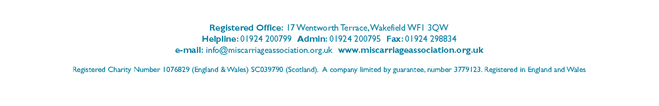 Registered Office: 17 Wentworth Terrace, Wakefield WF1 3QW
Helpline: 01924 200799 Admin: 01924 200795 Fax: 01924 298834
e-mail: info@miscarriageassociation.org.uk www.miscarriageassociation.org.uk
Registered Charity Number 1076829 (England & Wales) SC039790 (Scotland). A company limited by guarantee, number 3779123. Registered in England and Wales